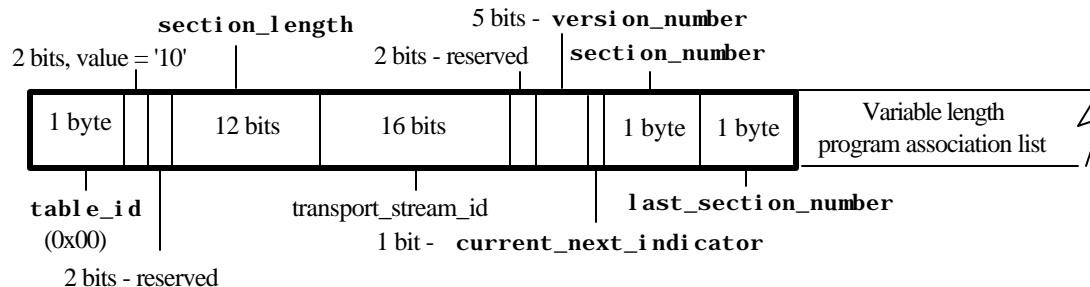 5 bits - version_number
section_length
section_number
2 bits, value = '10'
2 bits - reserved
1 byte
12 bits
16 bits
1 byte
1 byte
Variable length
program association list
table_id
(0x00)
transport_stream_id
last_section_number
1 bit - current_next_indicator
2 bits - reserved